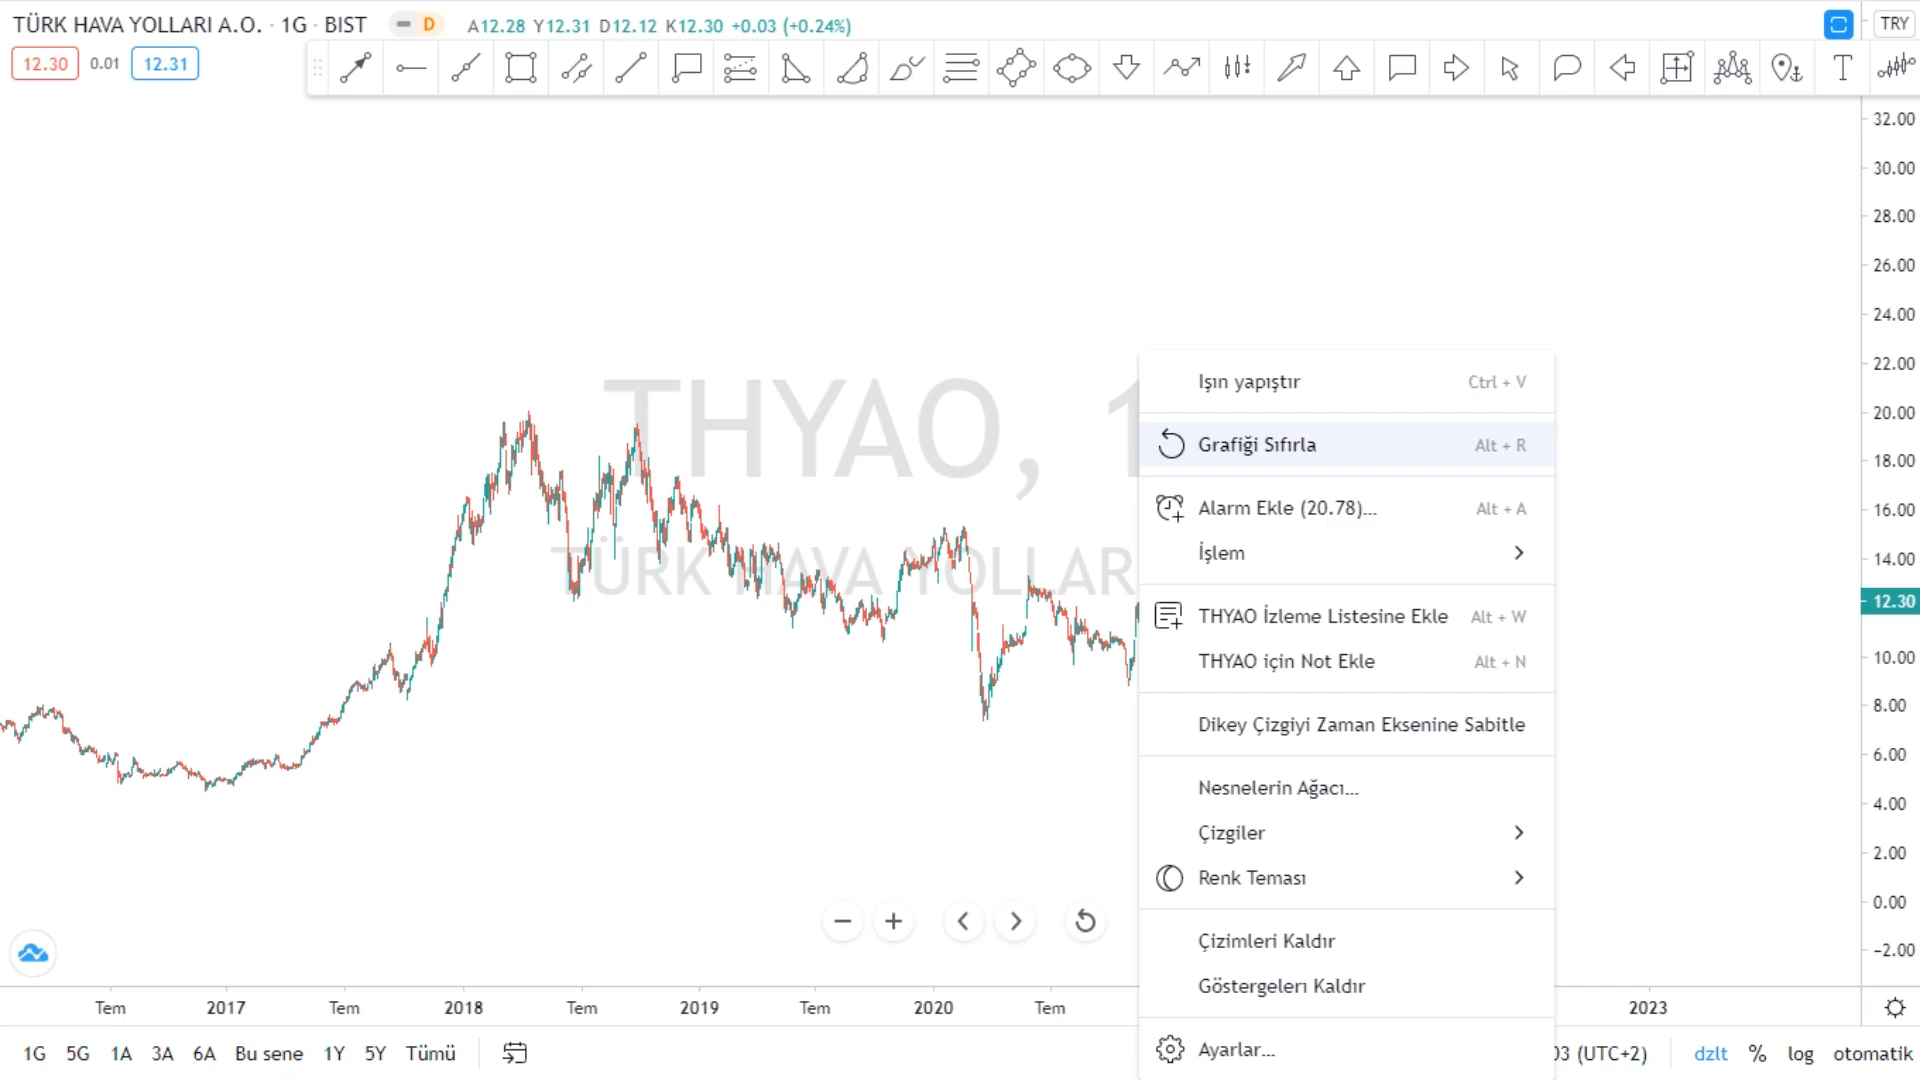 TÜRK HAVA YOLLARI A.O. · 1G · BIST D A12.28 Y12.31 D12.12 K12.30 +0.03 (+0.24%) TRY
12.30 0.01 12.31 T
32.00
30.00
28.00
26.00
24.00
22.00
20.00
18.00
16.00
14.00
12.30
10.00
8.00
6.00
4.00
2.00
0.00
−2.00
THYAO, 1
TÜRK HAVA YOLLAR
Işın yapıştır Ctrl + V
Grafiği Sıfırla Alt + R
Alarm Ekle (20.78)... Alt + A
İşlem
THYAO İzleme Listesine Ekle Alt + W
THYAO için Not Ekle Alt + N
Dikey Çizgiyi Zaman Eksenine Sabitle
Nesnelerin Ağacı...
Çizgiler
Renk Teması
Çizimleri Kaldır
Göstergeleri Kaldır
Ayarlar...
Tem 2017 Tem 2018 Tem 2019 Tem 2020 Tem 2023
1G 5G 1A 3A 6A Bu sene 1Y 5Y Tümü 03 (UTC+2) dzlt % log otomatik